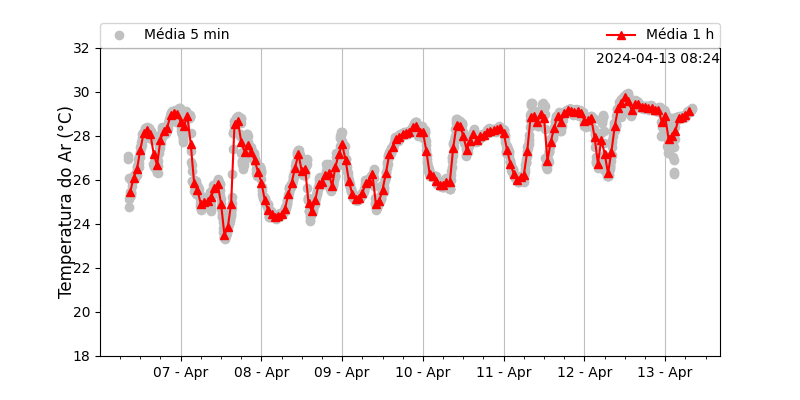 Média 5 min
Média 1 h
2024-04-13 08:24
Temperatura do Ar (°C)
32
30
28
26
24
22
20
18
07 - Apr
08 - Apr
09 - Apr
10 - Apr
11 - Apr
12 - Apr
13 - Apr